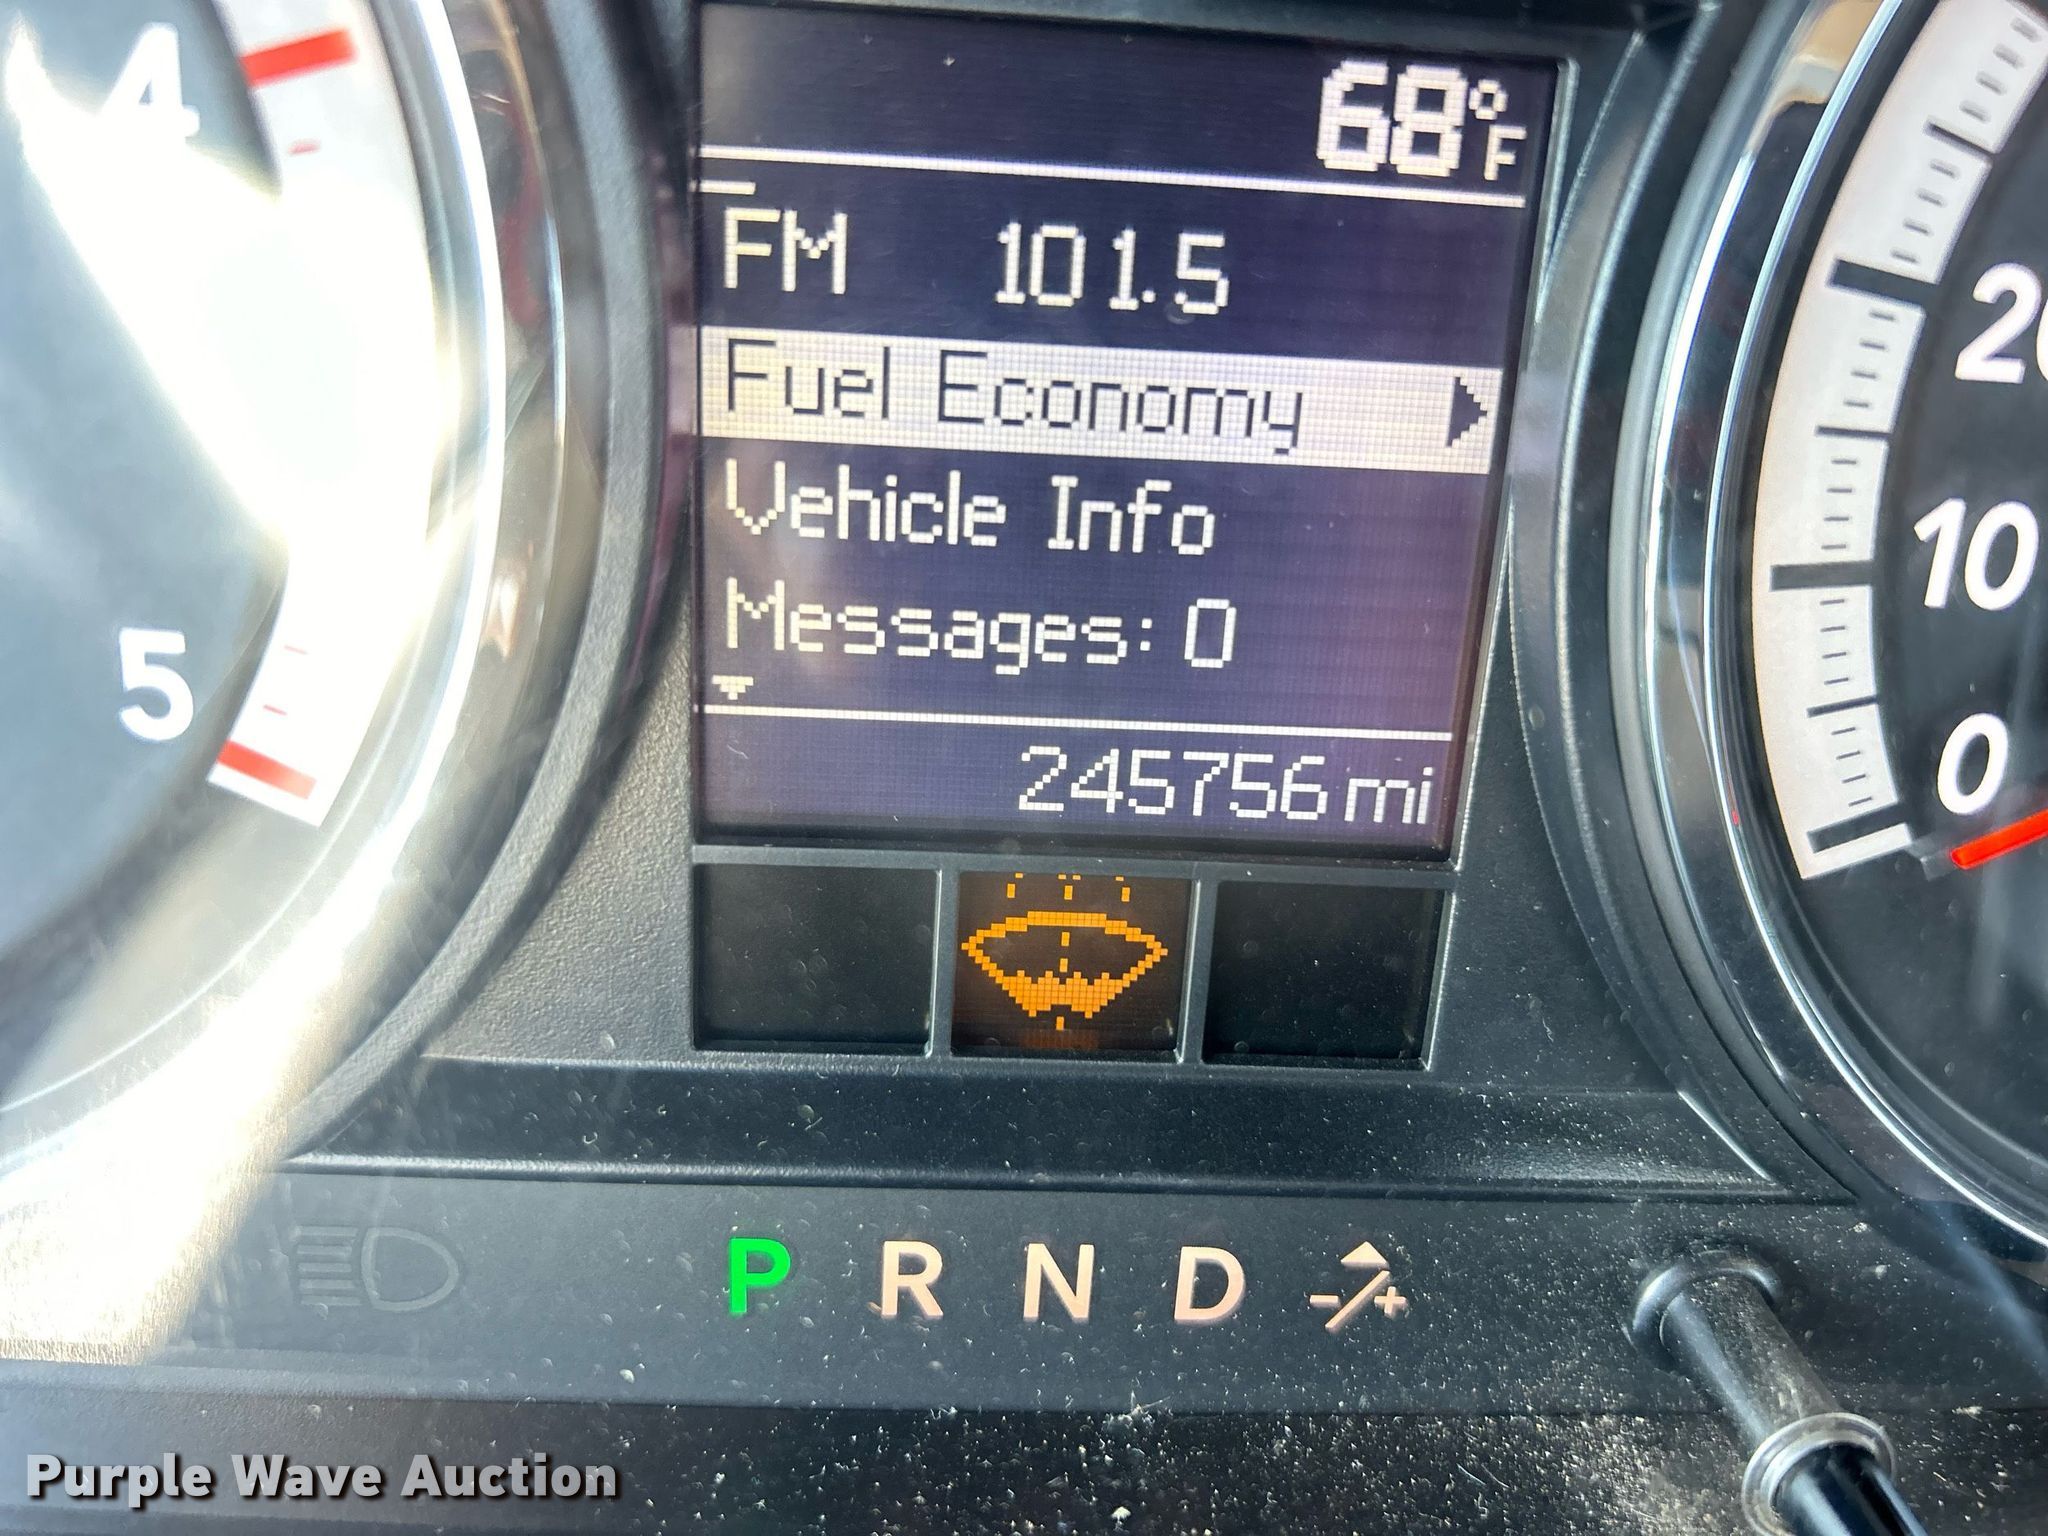 4
5
68°F
FM 101.5
Fuel Economy
Vehicle Info
Messages: 0
245756 mi
20
10
0
P R N D -/+
Purple Wave Auction